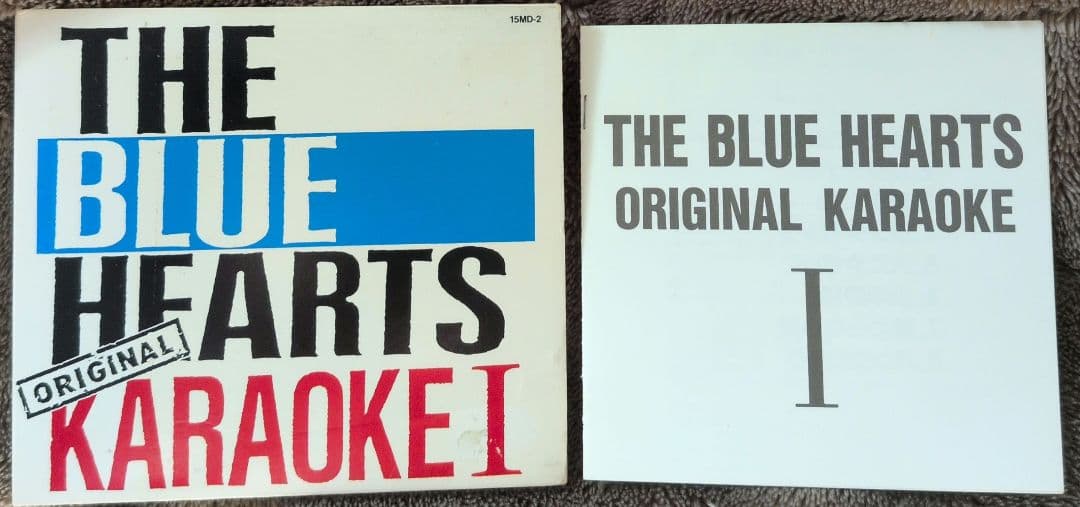 15MD-2
THE
BLUE
HEARTS
ORIGINAL
KARAOKE I
THE BLUE HEARTS
ORIGINAL KARAOKE
I